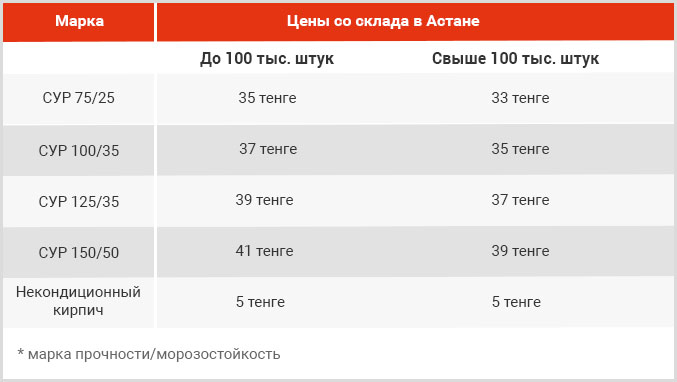 Марка Цены со склада в Астане
До 100 тыс. штук Свыше 100 тыс. штук
СУР 75/25 35 тенге 33 тенге
СУР 100/35 37 тенге 35 тенге
СУР 125/35 39 тенге 37 тенге
СУР 150/50 41 тенге 39 тенге
Некондиционный
кирпич 5 тенге 5 тенге
* марка прочности/морозостойкость